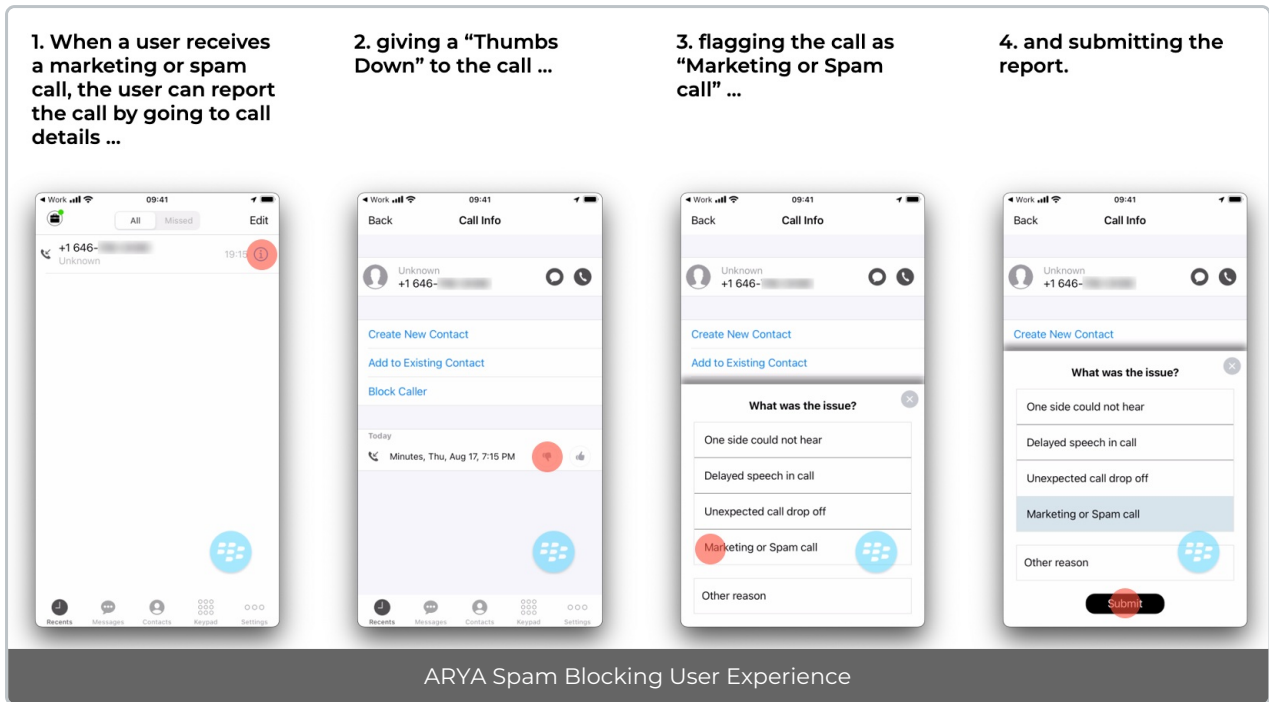 1. When a user receives
a marketing or spam
call, the user can report
the call by going to call
details ...
2. giving a “Thumbs
Down” to the call ...
3. flagging the call as
“Marketing or Spam
call” ...
4. and submitting the
report.
Work 09:41
All Missed Edit
+1 646-
Unknown
19:15
Recents Messages Contacts Keypad Settings
Work 09:41
Back Call Info
Unknown
+1 646-
Create New Contact
Add to Existing Contact
Block Caller
Today
Minutes, Thu, Aug 17, 7:15 PM
Recents Messages Contacts Keypad Settings
Work 09:41
Back Call Info
Unknown
+1 646-
Create New Contact
Add to Existing Contact
What was the issue?
One side could not hear
Delayed speech in call
Unexpected call drop off
Marketing or Spam call
Other reason
Work 09:41
Back Call Info
Unknown
+1 646-
Create New Contact
What was the issue?
One side could not hear
Delayed speech in call
Unexpected call drop off
Marketing or Spam call
Other reason
Submit
ARYA Spam Blocking User Experience